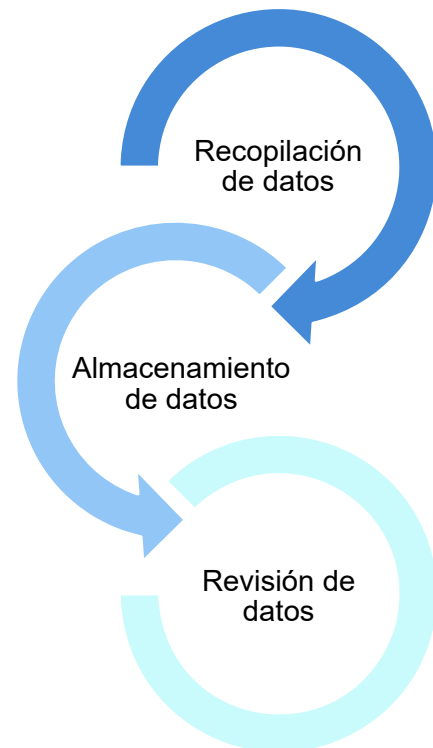 Recopilación
de datos
Almacenamiento
de datos
Revisión de
datos